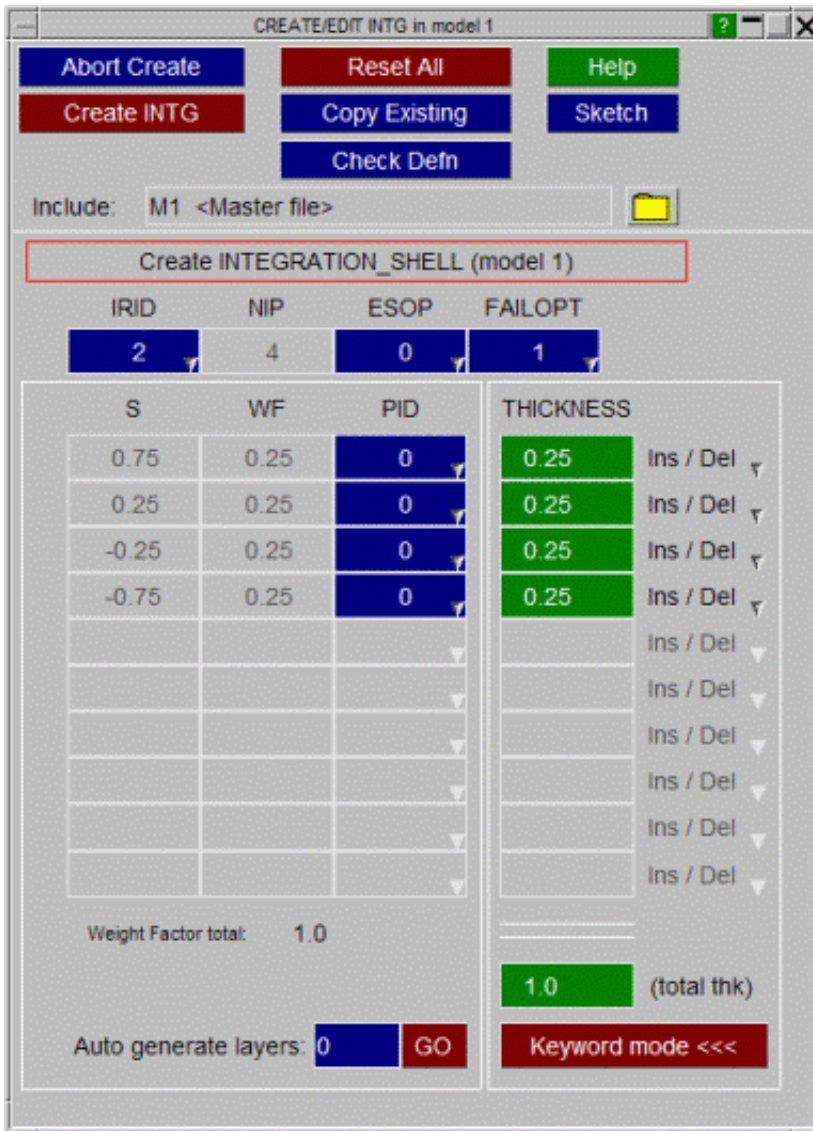 CREATE/EDIT INTG in model 1 ?
Abort Create Reset All Help
Create INTG Copy Existing Sketch
Check Defn
Include: M1 <Master file>
Create INTEGRATION_SHELL (model 1)
IRID NIP ESOP FAILOPT
2 4 0 1
S WF PID THICKNESS
0.75 0.25 0 0.25 Ins / Del
0.25 0.25 0 0.25 Ins / Del
-0.25 0.25 0 0.25 Ins / Del
-0.75 0.25 0 0.25 Ins / Del
Ins / Del
Ins / Del
Ins / Del
Ins / Del
Ins / Del
Ins / Del
Weight Factor total: 1.0
1.0 (total thk)
Auto generate layers: 0 GO Keyword mode <<<